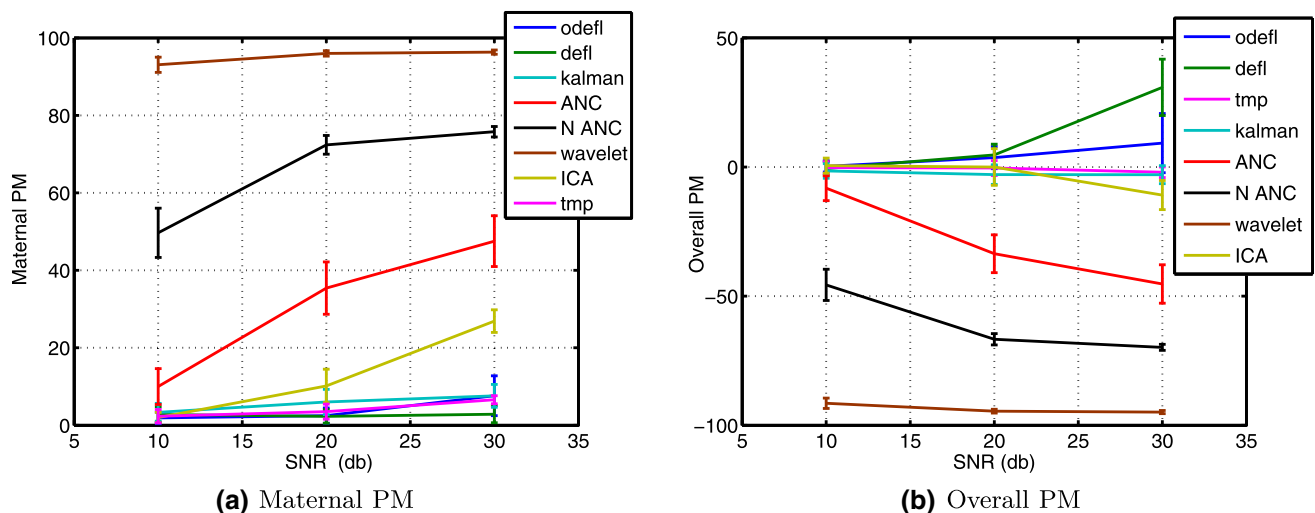 100
80
60
40
20
0
5
10
15
20
25
30
35
Maternal PM
SNR (db)
odefl
defl
kalman
ANC
N ANC
wavelet
ICA
tmp
(a) Maternal PM
50
0
−50
−100
5
10
15
20
25
30
35
Overall PM
SNR (db)
odefl
defl
tmp
kalman
ANC
N ANC
wavelet
ICA
(b) Overall PM